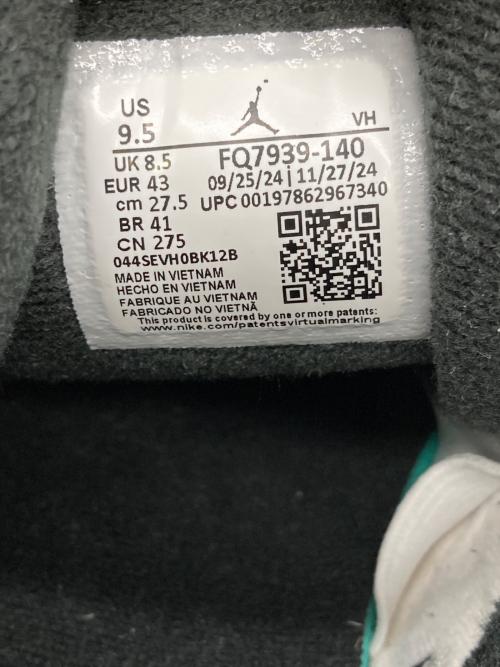 US
9.5
VH
UK 8.5
FQ7939-140
EUR 43
09/25/24 | 11/27/24
cm 27.5
UPC 00197862967340
BR 41
CN 275
044SEVH0BK12B
MADE IN VIETNAM
HECHO EN VIETNAM
FABRIQUE AU VIETNAM
FABRICADO NO VIETNÃ
This product is covered by one or more patents:
www.nike.com/patentsvirtualmarking